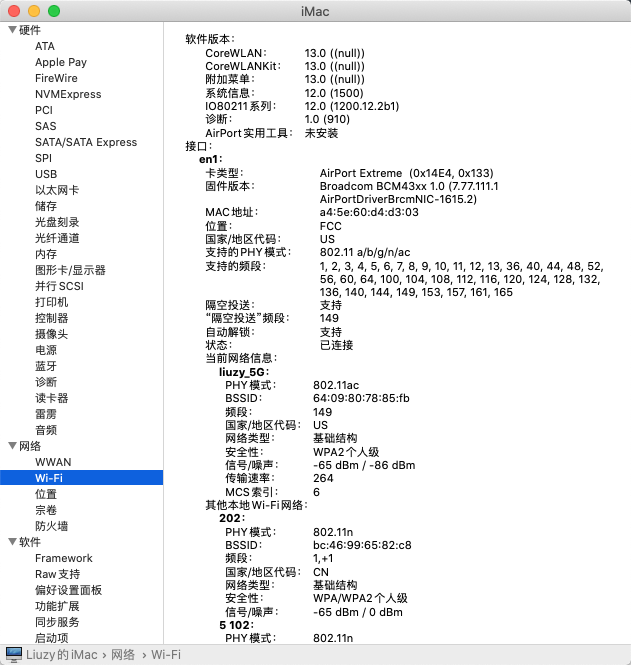 iMac
硬件
ATA
Apple Pay
FireWire
NVMExpress
PCI
SAS
SATA/SATA Express
SPI
USB
以太网卡
储存
光盘刻录
光纤通道
内存
图形卡/显示器
并行 SCSI
打印机
控制器
摄像头
电源
蓝牙
诊断
读卡器
雷雳
音频
网络
WWAN
Wi-Fi
位置
宗卷
防火墙
软件
Framework
Raw 支持
偏好设置面板
功能扩展
同步服务
启动项
软件版本：
CoreWLAN： 13.0 ((null))
CoreWLANKit： 13.0 ((null))
附加菜单： 13.0 ((null))
系统信息： 12.0 (1500)
IO80211 系列： 12.0 (1200.12.2b1)
诊断： 1.0 (910)
AirPort 实用工具： 未安装
接口：
en1：
卡类型： AirPort Extreme (0x14E4, 0x133)
固件版本： Broadcom BCM43xx 1.0 (7.77.111.1
AirPortDriverBrcmNIC-1615.2)
MAC 地址： a4:5e:60:d4:d3:03
位置： FCC
国家/地区代码： US
支持的 PHY 模式： 802.11 a/b/g/n/ac
支持的频段： 1, 2, 3, 4, 5, 6, 7, 8, 9, 10, 11, 12, 13, 36, 40, 44, 48, 52,
56, 60, 64, 100, 104, 108, 112, 116, 120, 124, 128, 132,
136, 140, 144, 149, 153, 157, 161, 165
隔空投送： 支持
“隔空投送”频段： 149
自动解锁： 支持
状态： 已连接
当前网络信息：
liuzy_5G：
PHY 模式： 802.11ac
BSSID： 64:09:80:78:85:fb
频段： 149
国家/地区代码： US
网络类型： 基础结构
安全性： WPA2 个人级
信号/噪声： -65 dBm / -86 dBm
传输速率： 264
MCS 索引： 6
其他本地 Wi-Fi 网络：
202：
PHY 模式： 802.11n
BSSID： bc:46:99:65:82:c8
频段： 1,+1
国家/地区代码： CN
网络类型： 基础结构
安全性： WPA/WPA2 个人级
信号/噪声： -65 dBm / 0 dBm
5 102：
PHY 模式： 802.11n
Liuzy 的 iMac › 网络 › Wi-Fi